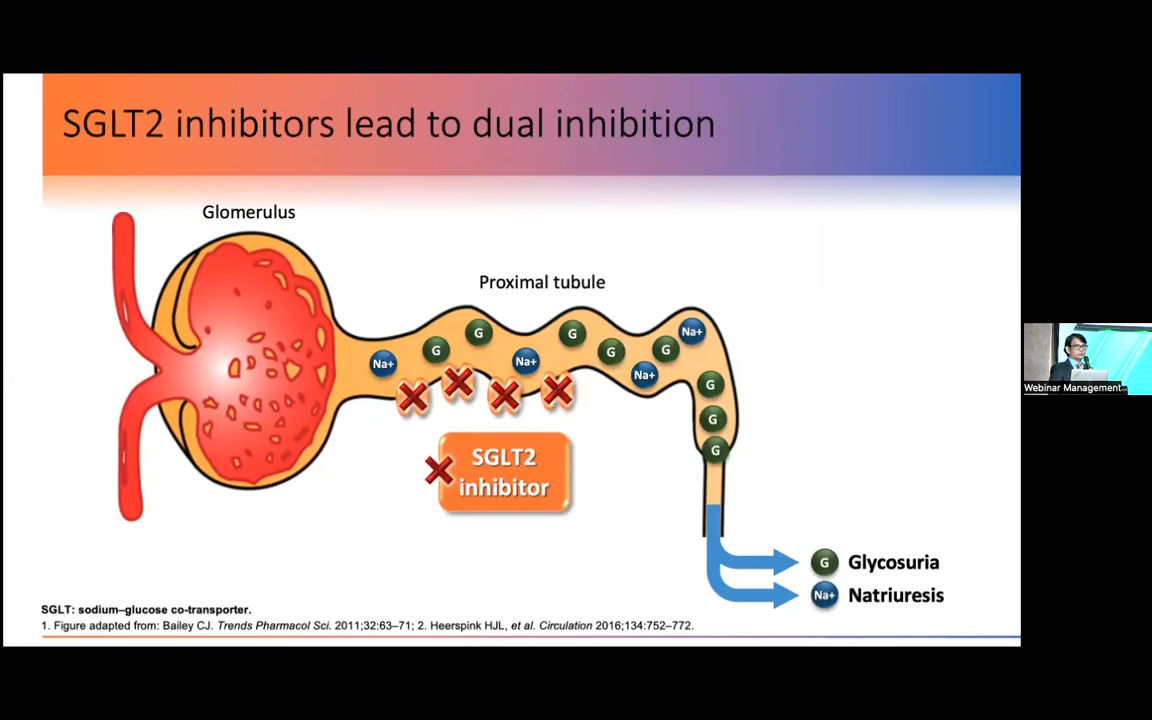 SGLT2 inhibitors lead to dual inhibition
Glomerulus
Proximal tubule
G
G
Na+
Na+
G
G
Na+
G
Na+
G
G
G
SGLT2
inhibitor
G Glycosuria
Na+ Natriuresis
SGLT: sodium–glucose co-transporter.
1. Figure adapted from: Bailey CJ. Trends Pharmacol Sci. 2011;32:63–71; 2. Heerspink HJL, et al. Circulation 2016;134:752–772.
Webinar Management...